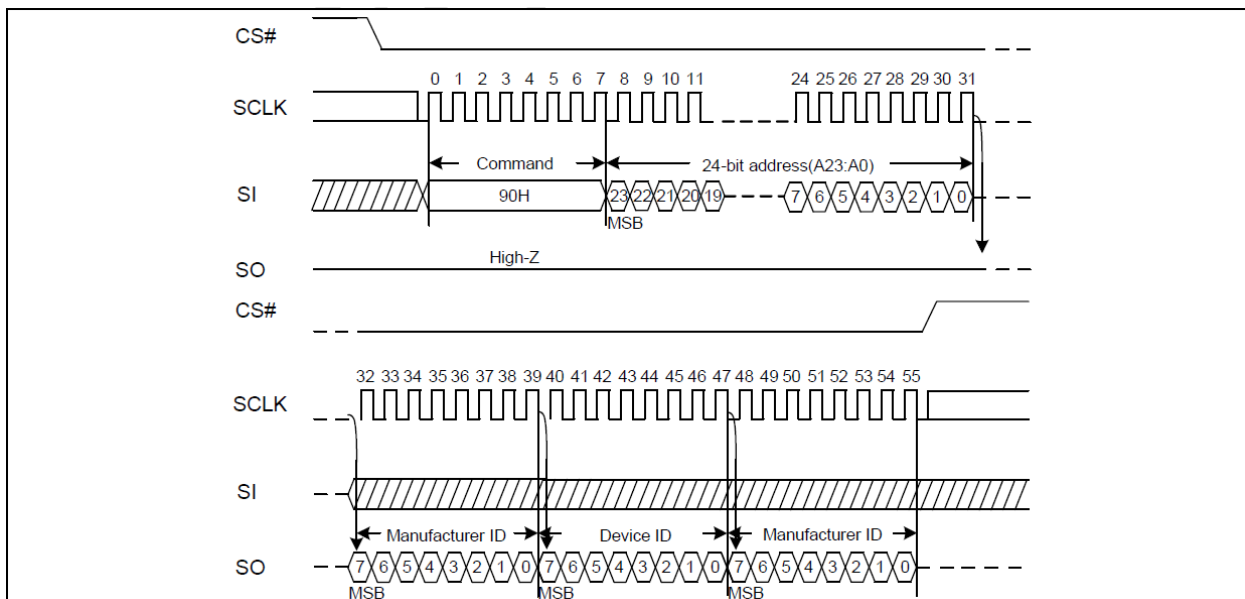 CS#
0 1 2 3 4 5 6 7 8 9 10 11 24 25 26 27 28 29 30 31
SCLK
Command 24-bit address(A23:A0)
SI 90H 23 22 21 20 19 7 6 5 4 3 2 1 0
MSB
High-Z
SO
CS#
32 33 34 35 36 37 38 39 40 41 42 43 44 45 46 47 48 49 50 51 52 53 54 55
SCLK
SI
Manufacturer ID Device ID Manufacturer ID
SO 7 6 5 4 3 2 1 0 7 6 5 4 3 2 1 0 7 6 5 4 3 2 1 0
MSB MSB MSB